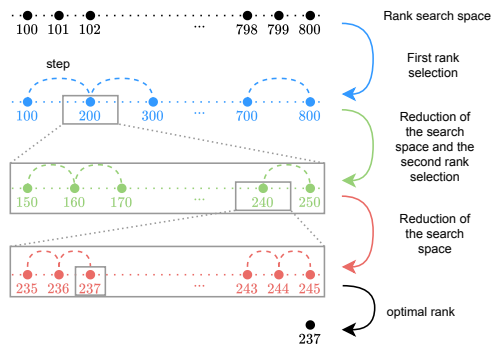 100 101 102 ... 798 799 800
Rank search space
step
First rank
selection
100 200 300 ... 700 800
Reduction of
the search
space and the
second rank
selection
150 160 170 ... 240 250
Reduction
of the search
space
235 236 237 ... 243 244 245
optimal rank
237